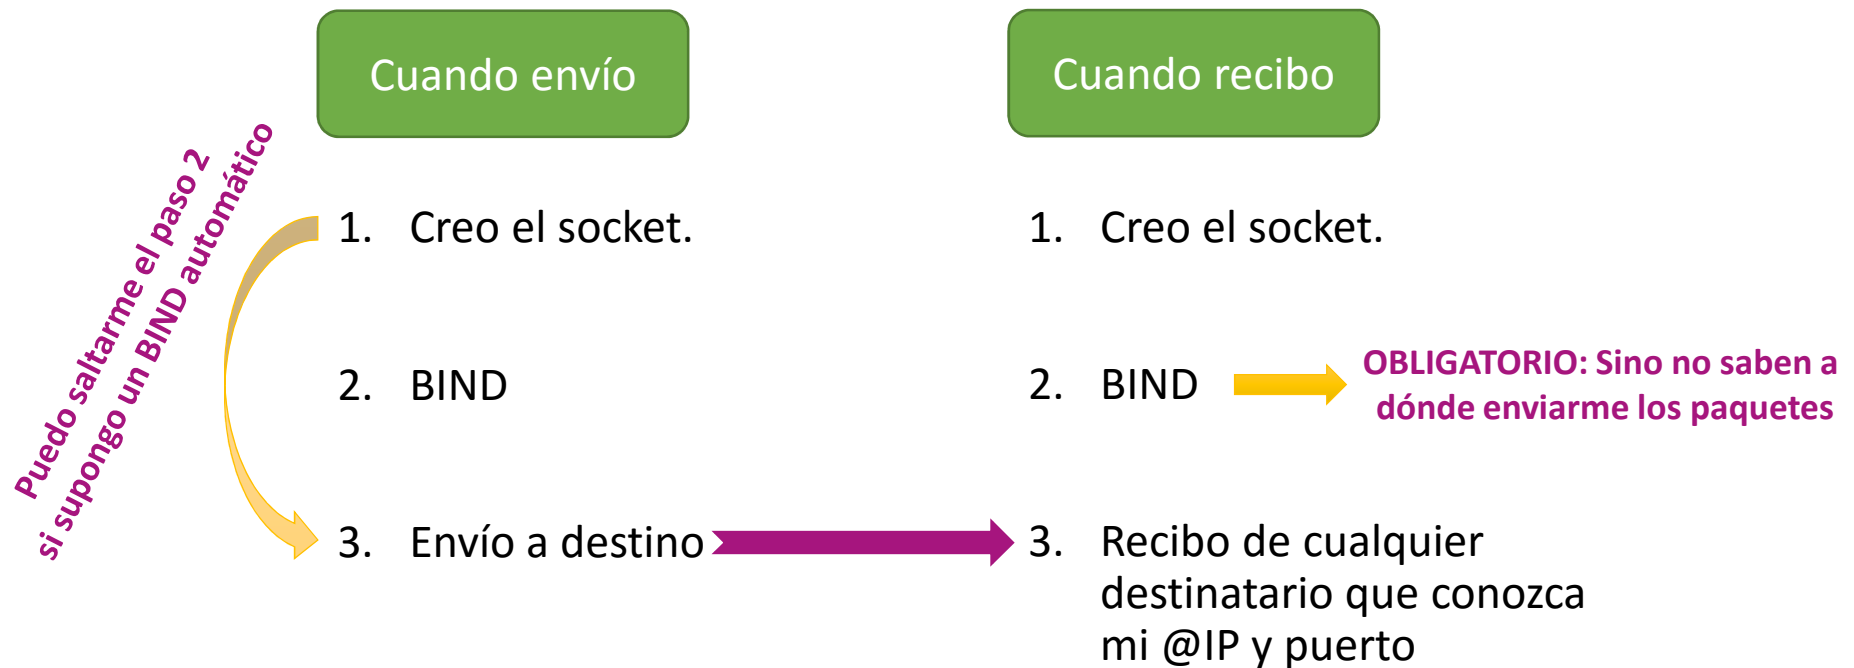 Cuando envío
Puedo saltarme el paso 2
si supongo un BIND automático
1. Creo el socket.
2. BIND
3. Envío a destino
Cuando recibo
1. Creo el socket.
2. BIND
OBLIGATORIO: Sino no saben a
dónde enviarme los paquetes
3. Recibo de cualquier
destinatario que conozca
mi @IP y puerto